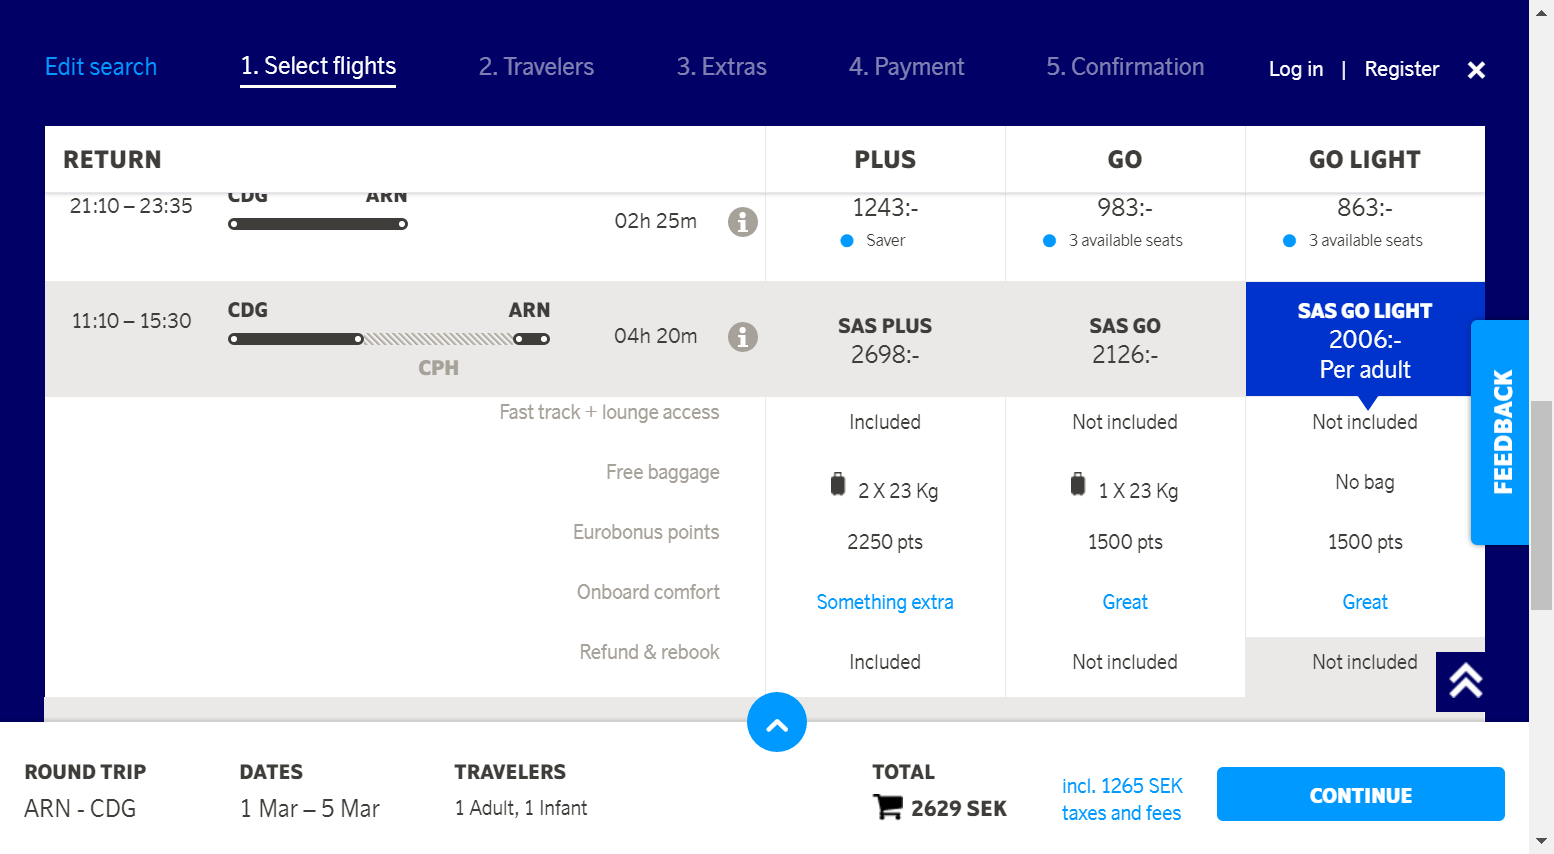 Edit search
1. Select flights
2. Travelers
3. Extras
4. Payment
5. Confirmation
Log in | Register
RETURN
PLUS
GO
GO LIGHT
21:10 – 23:35
CDG
ARN
02h 25m
1243:-
Saver
983:-
3 available seats
863:-
3 available seats
11:10 – 15:30
CDG
ARN
CPH
04h 20m
SAS PLUS
2698:-
SAS GO
2126:-
SAS GO LIGHT
2006:-
Per adult
Fast track + lounge access
Included
Not included
Not included
Free baggage
2 X 23 Kg
1 X 23 Kg
No bag
Eurobonus points
2250 pts
1500 pts
1500 pts
Onboard comfort
Something extra
Great
Great
Refund & rebook
Included
Not included
Not included
FEEDBACK
ROUND TRIP
ARN - CDG
DATES
1 Mar – 5 Mar
TRAVELERS
1 Adult, 1 Infant
TOTAL
2629 SEK
incl. 1265 SEK
taxes and fees
CONTINUE